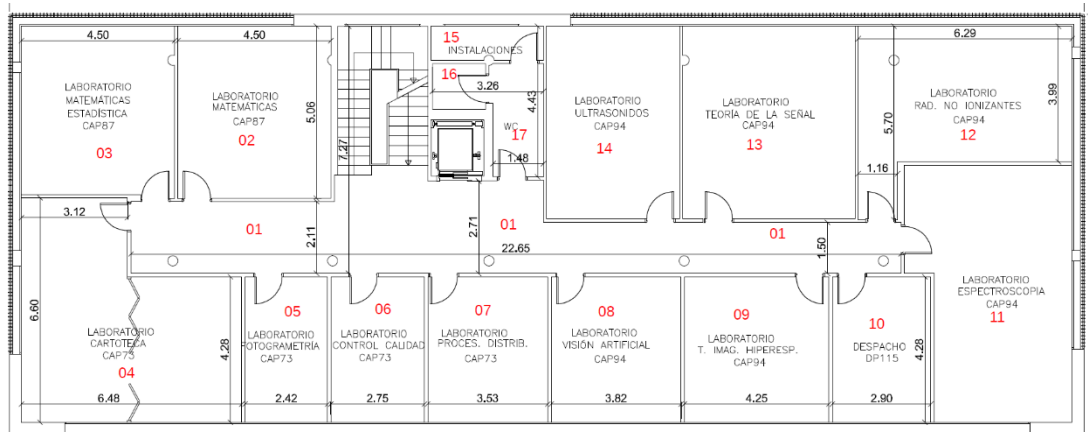 4.50
4.50
LABORATORIO
MATEMÁTICAS
ESTADÍSTICA
CAP87
03
LABORATORIO
MATEMÁTICAS
CAP87
02
5.06
7.27
15
INSTALACIONES
16
3.26
4.43
WC
17
1.48
LABORATORIO
ULTRASONIDOS
CAP94
14
LABORATORIO
TEORÍA DE LA SEÑAL
CAP94
13
6.29
5.70
LABORATORIO
RAD. NO IONIZANTES
CAP94
12
3.99
1.16
3.12
01
2.11
2.71
01
22.65
01
1.50
6.60
LABORATORIO
CARTOTECA
CAP73
04
4.28
6.48
05
LABORATORIO
FOTOGRAMETRÍA
CAP73
2.42
06
LABORATORIO
CONTROL CALIDAD
CAP73
2.75
07
LABORATORIO
PROCES. DISTRIB.
CAP73
3.53
08
LABORATORIO
VISIÓN ARTIFICIAL
CAP94
3.82
09
LABORATORIO
T. IMAG. HIPERESP.
CAP94
4.25
10
DESPACHO
DP115
4.28
2.90
LABORATORIO
ESPECTROSCOPIA
CAP94
11